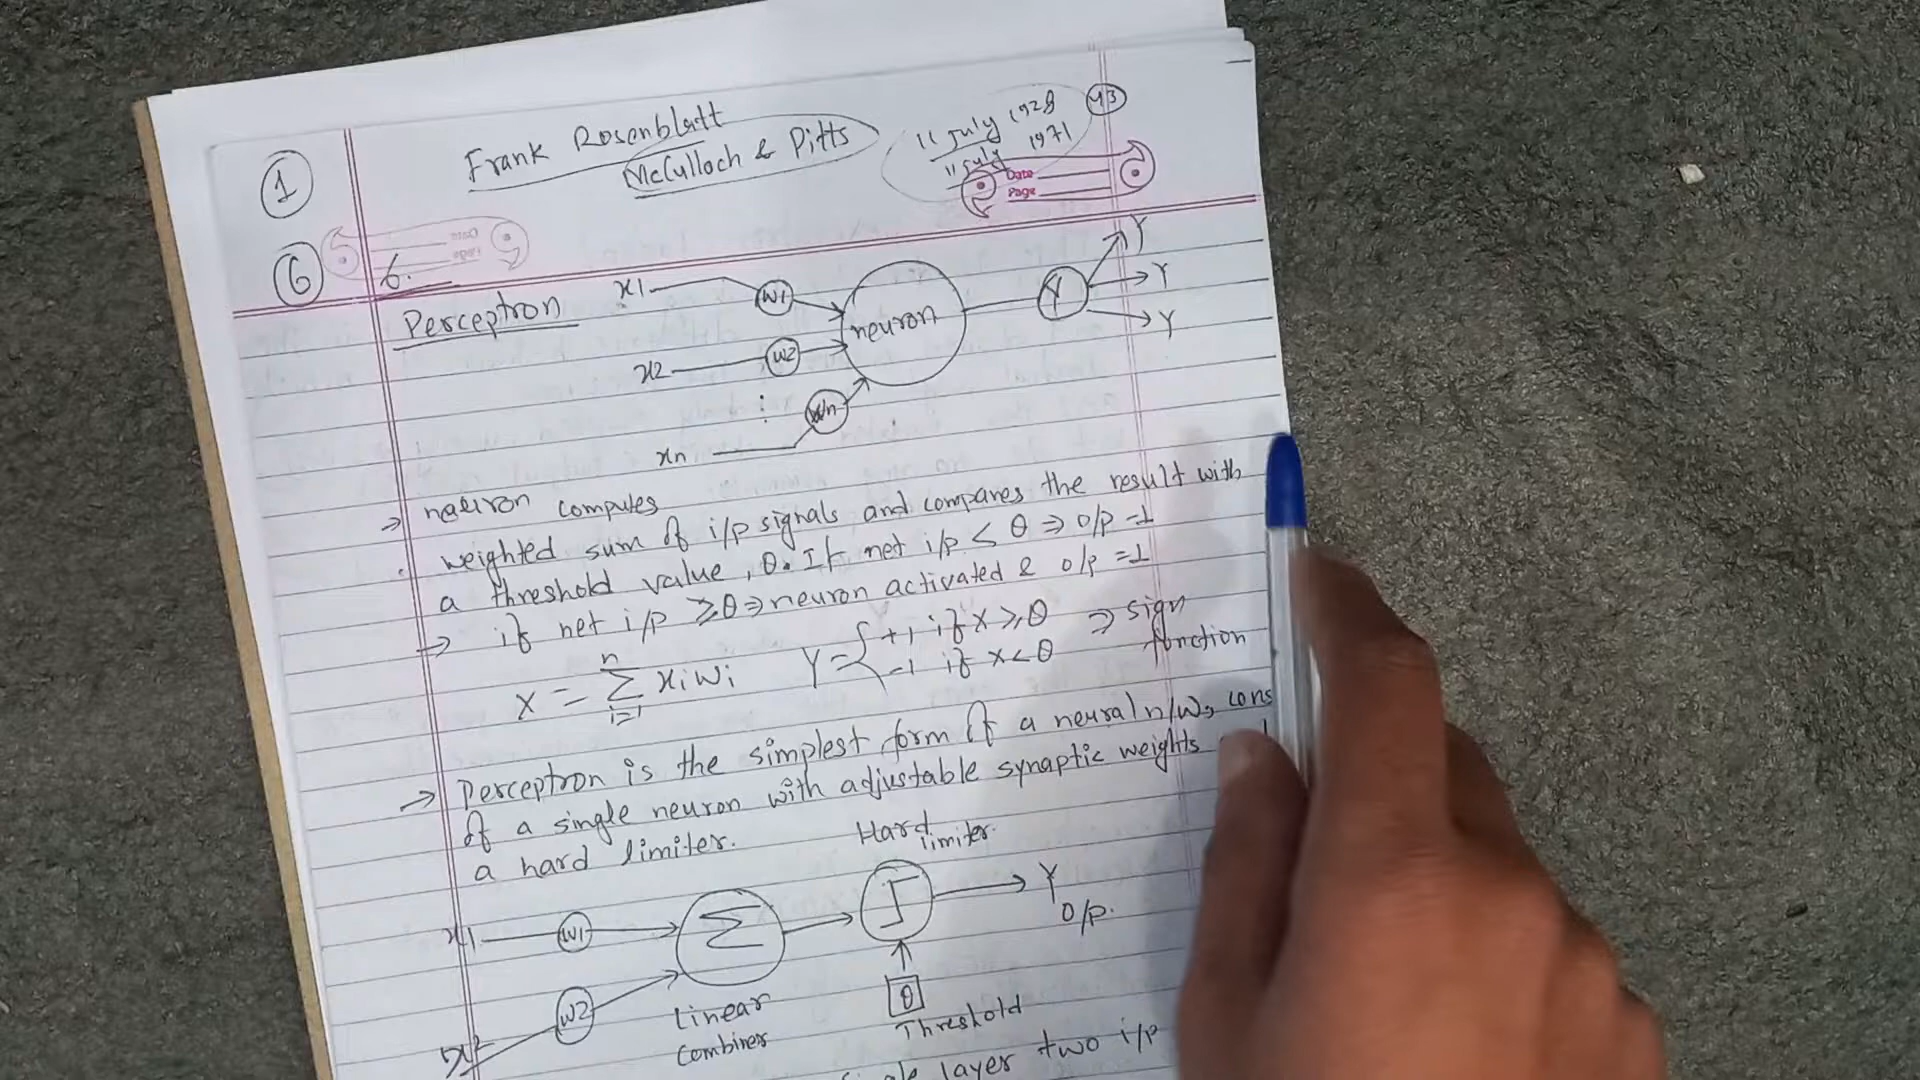 Frank Rosenblatt
McCulloch & Pitts
11 July 1928
11 July 1971
43
1
Date
Page
6
6.
Perceptron
x1
w1
neuron
Y
Y
Y
Y
x2
w2
:
wn
xn
→ neuron computes
weighted sum of i/p signals and compares the result with
a threshold value, θ. If net i/p < θ ⇒ o/p = -1
→ if net i/p ≥ θ ⇒ neuron activated & o/p = 1
X = n Σ i=1 xiwi Y = { +1 if X ≥ θ ⇒ sign
-1 if X < θ function
→ Perceptron is the simplest form of a neural n/w, cons
of a single neuron with adjustable synaptic weights
a hard limiter.
Hard limiter.
x1
w1
Σ
Y
O/p.
w2
θ
Linear
Combiner
Threshold
layer two i/p